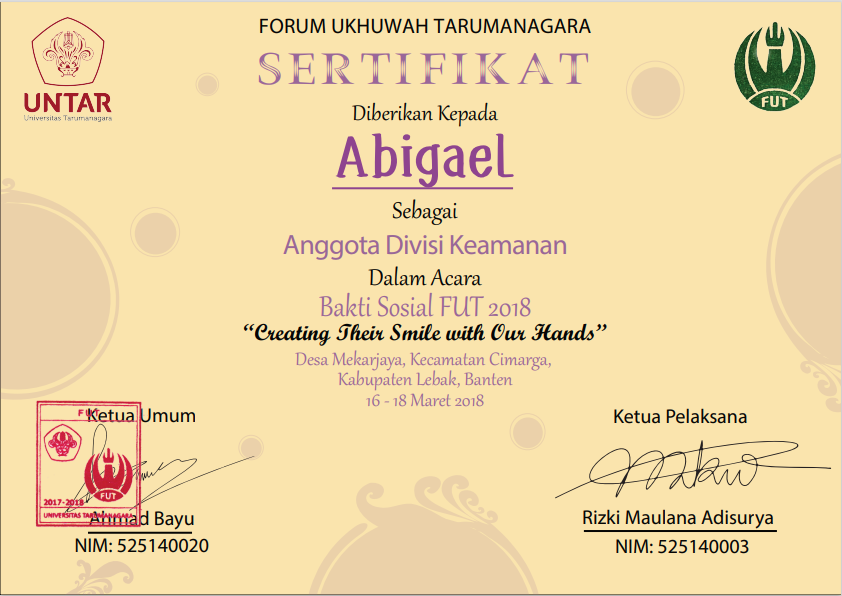 FORUM UKHUWAH TARUMANAGARA
SERTIFIKAT
UNTAR
Universitas Tarumanagara
FUT
Diberikan Kepada
Abigael
Sebagai
Anggota Divisi Keamanan
Dalam Acara
Bakti Sosial FUT 2018
“Creating Their Smile with Our Hands”
Desa Mekarjaya, Kecamatan Cimarga,
Kabupaten Lebak, Banten
16 - 18 Maret 2018
FUT
Ketua Umum
FUT
2017-2018
UNIVERSITAS TARUMANAGARA
Ahmad Bayu
NIM: 525140020
Ketua Pelaksana
Rizki Maulana Adisurya
NIM: 525140003